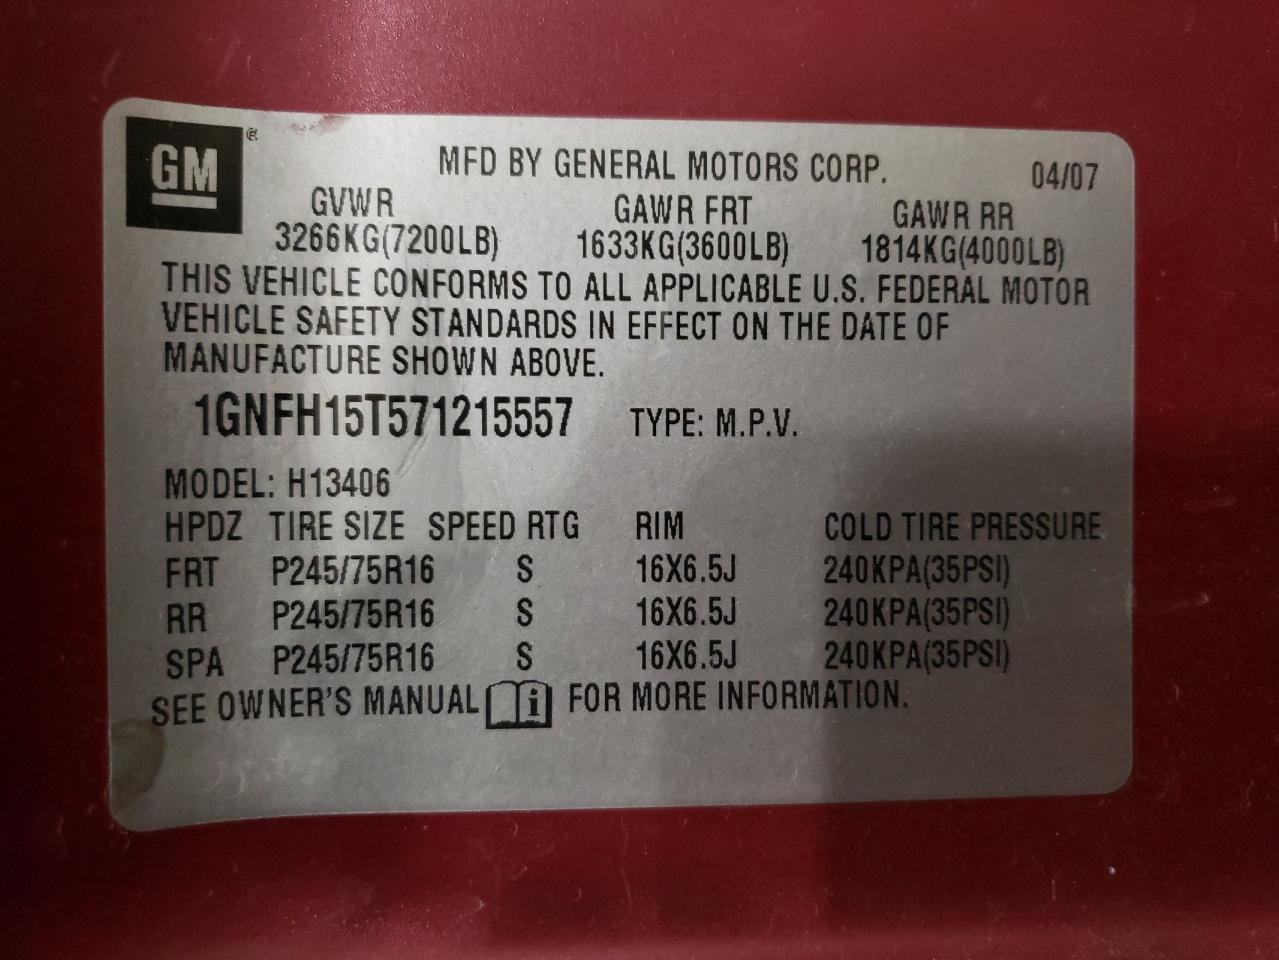 GM ®
MFD BY GENERAL MOTORS CORP. 04/07
GVWR GAWR FRT GAWR RR
3266KG(7200LB) 1633KG(3600LB) 1814KG(4000LB)
THIS VEHICLE CONFORMS TO ALL APPLICABLE U.S. FEDERAL MOTOR
VEHICLE SAFETY STANDARDS IN EFFECT ON THE DATE OF
MANUFACTURE SHOWN ABOVE.
1GNFH15T571215557 TYPE: M.P.V.
MODEL: H13406
HPDZ TIRE SIZE SPEED RTG RIM COLD TIRE PRESSURE
FRT P245/75R16 S 16X6.5J 240KPA(35PSI)
RR P245/75R16 S 16X6.5J 240KPA(35PSI)
SPA P245/75R16 S 16X6.5J 240KPA(35PSI)
SEE OWNER'S MANUAL i FOR MORE INFORMATION.